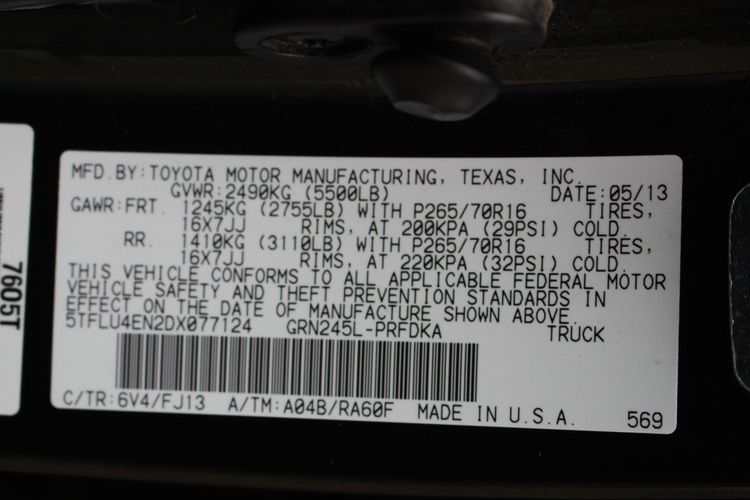 MFD.BY:TOYOTA MOTOR MANUFACTURING, TEXAS, INC.
GVWR:2490KG (5500LB) DATE:05/13
GAWR:FRT. 1245KG (2755LB) WITH P265/70R16 TIRES,
16X7JJ RIMS, AT 200KPA (29PSI) COLD.
RR. 1410KG (3110LB) WITH P265/70R16 TIRES,
16X7JJ RIMS, AT 220KPA (32PSI) COLD.
THIS VEHICLE CONFORMS TO ALL APPLICABLE FEDERAL MOTOR
VEHICLE SAFETY AND THEFT PREVENTION STANDARDS IN
EFFECT ON THE DATE OF MANUFACTURE SHOWN ABOVE.
5TFLU4EN2DX077124 GRN245L-PRFDKA TRUCK
C/TR:6V4/FJ13 A/TM:A04B/RA60F MADE IN U.S.A. 569
7605T